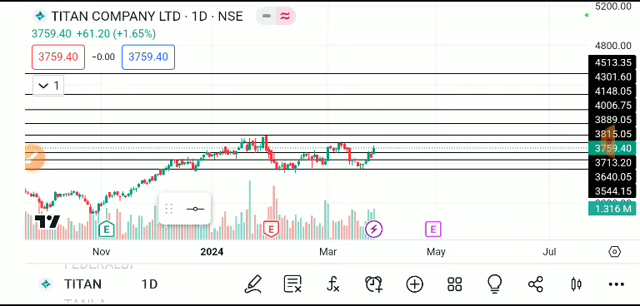 TITAN COMPANY LTD · 1D · NSE
3759.40 +61.20 (+1.65%)
3759.40 −0.00 3759.40
1
5200.00
4800.00
4513.35
4301.60
4148.05
4006.75
3889.05
3815.05
3759.40
3713.20
3640.05
3544.15
1.316 M
E E E
Nov 2024 Mar May Jul
FEDERALB
TITAN 1D
TANLA